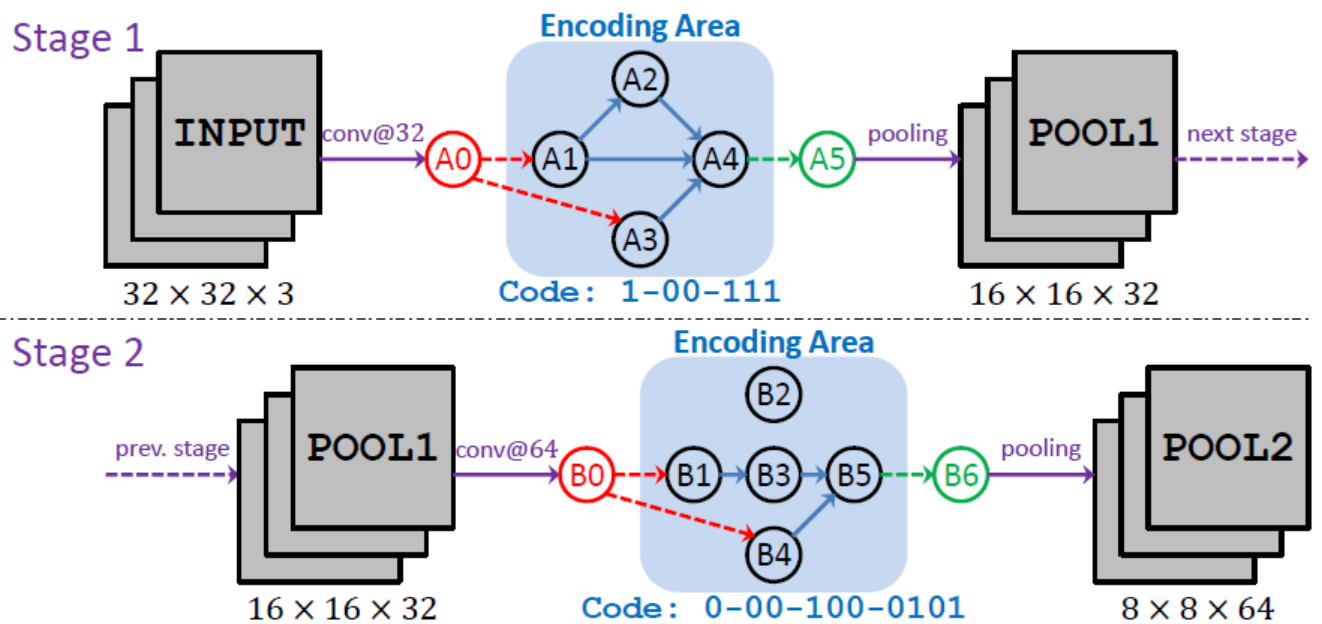 Stage 1
Encoding Area
INPUT
conv@32
A0
A1
A2
A3
A4
A5
pooling
POOL1
next stage
32 × 32 × 3
Code: 1-00-111
16 × 16 × 32
Stage 2
Encoding Area
prev. stage
POOL1
conv@64
B0
B1
B2
B3
B4
B5
B6
pooling
POOL2
16 × 16 × 32
Code: 0-00-100-0101
8 × 8 × 64